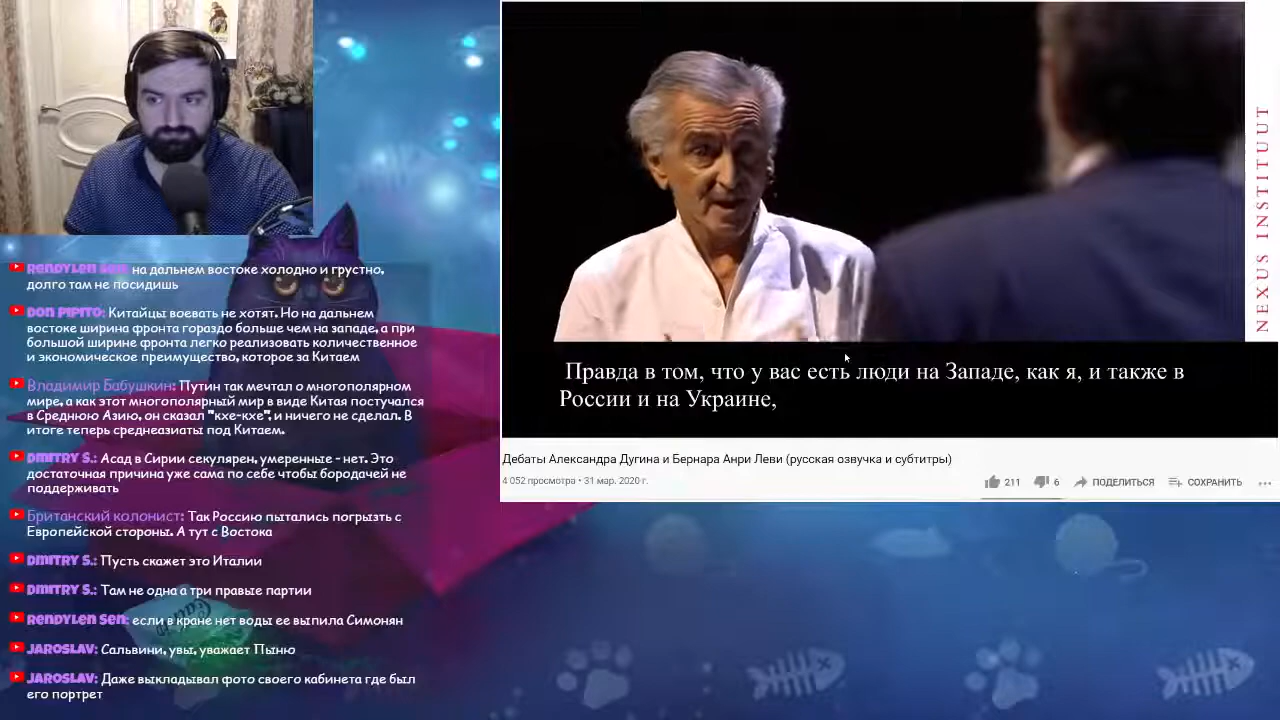 Rendylen Sen: на дальнем востоке холодно и грустно,
долго там не посидишь
Don Pipito: Китайцы воевать не хотят. Но на дальнем
востоке ширина фронта гораздо больше чем на западе, а при
большой ширине фронта легко реализовать количественное
и экономическое преимущество, которое за Китаем
Владимир Бабушкин: Путин так мечтал о многополярном
мире, а как этот многополярный мир в виде Китая постучался
в Среднюю Азию, он сказал "кхе-кхе", и ничего не сделал. В
итоге теперь среднеазиаты под Китаем.
Dmitry S.: Асад в Сирии секулярен, умеренные - нет. Это
достаточная причина уже сама по себе чтобы бородачей не
поддерживать
Британский колонист: Так Россию пытались погрызть с
Европейской стороны. А тут с Востока
Dmitry S.: Пусть скажет это Италии
Dmitry S.: Там не одна а три правые партии
Rendylen Sen: если в кране нет воды ее выпила Симонян
Jaroslav: Сальвини, увы, уважает Пыню
Jaroslav: Даже выкладывал фото своего кабинета где был
его портрет
NEXUS INSTITUUT
Правда в том, что у вас есть люди на Западе, как я, и также в
России и на Украине,
Дебаты Александра Дугина и Бернара Анри Леви (русская озвучка и субтитры)
4 052 просмотра • 31 мар. 2020 г.
211 6 ПОДЕЛИТЬСЯ СОХРАНИТЬ